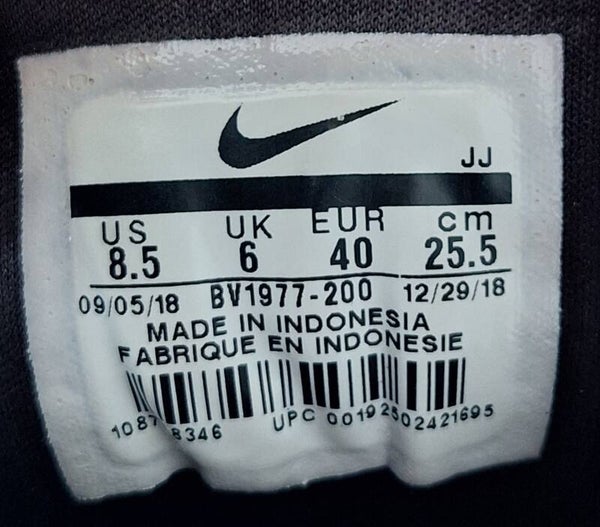 JJ
US UK EUR cm
8.5 6 40 25.5
09/05/18 BV1977-200 12/29/18
MADE IN INDONESIA
FABRIQUE EN INDONESIE
UPC 00192502421695